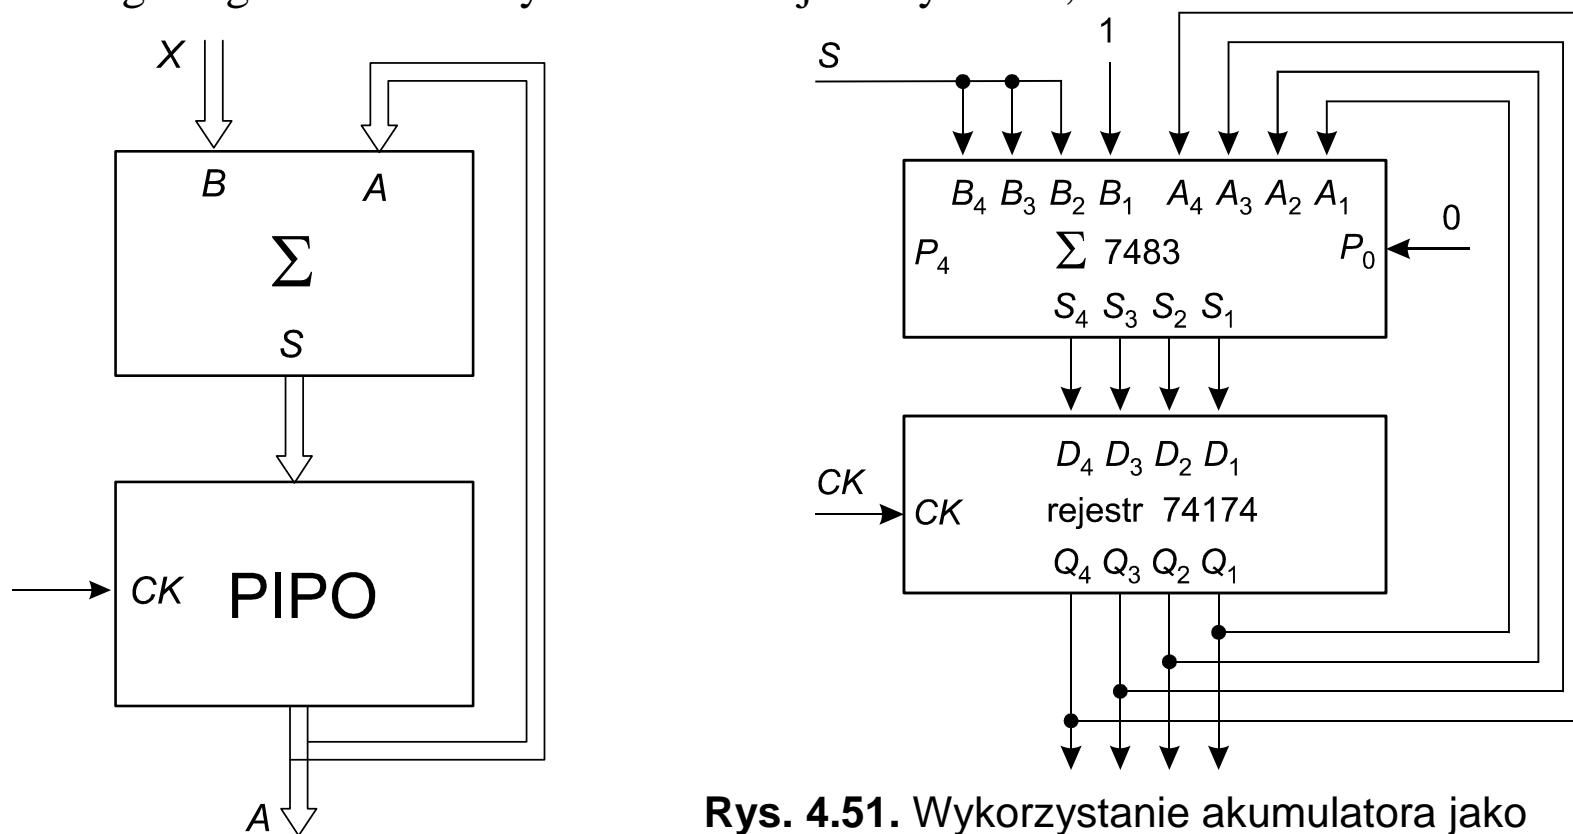 X
B A
Σ
S
CK PIPO
A
S
1
B4 B3 B2 B1 A4 A3 A2 A1
0
P4 Σ 7483 P0
S4 S3 S2 S1
CK
D4 D3 D2 D1
CK rejestr 74174
Q4 Q3 Q2 Q1
Rys. 4.51. Wykorzystanie akumulatora jako